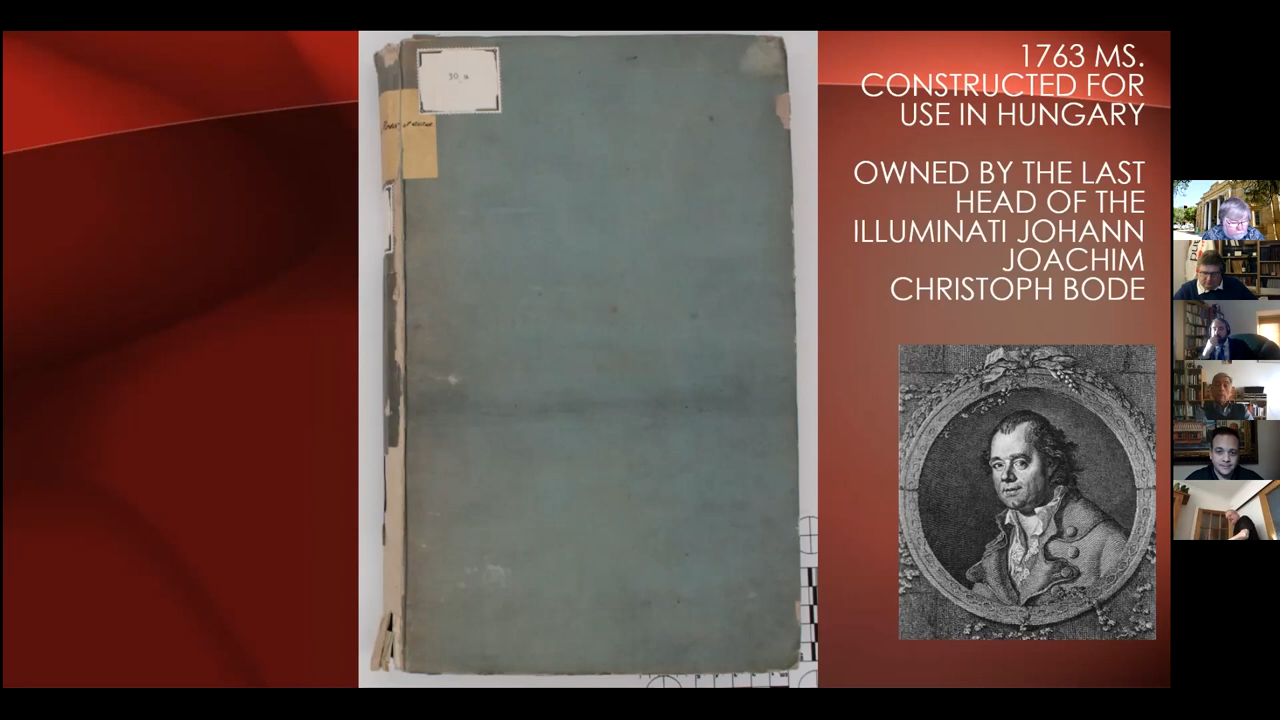 30 a
1763 MS.
CONSTRUCTED FOR
USE IN HUNGARY
OWNED BY THE LAST
HEAD OF THE
ILLUMINATI JOHANN
JOACHIM
CHRISTOPH BODE